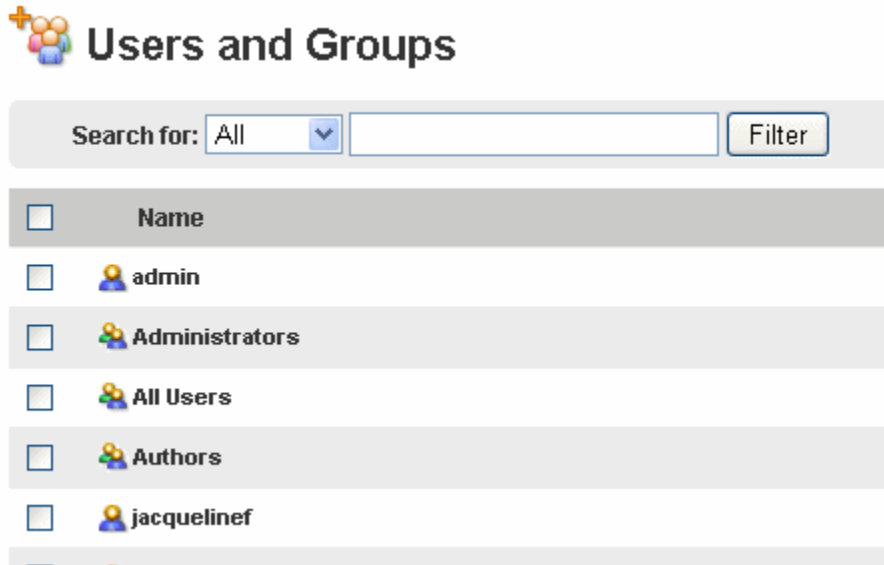 Users and Groups
Search for: All Filter
Name
admin
Administrators
All Users
Authors
jacquelinef